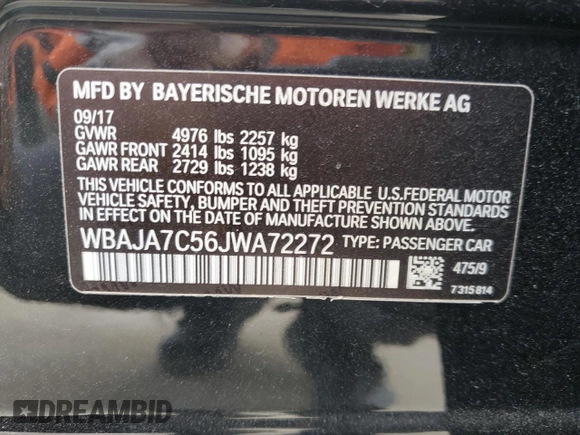 MFD BY BAYERISCHE MOTOREN WERKE AG
09/17
GVWR 4976 lbs 2257 kg
GAWR FRONT 2414 lbs 1095 kg
GAWR REAR 2729 lbs 1238 kg
THIS VEHICLE CONFORMS TO ALL APPLICABLE U.S.FEDERAL MOTOR
VEHICLE SAFETY, BUMPER AND THEFT PREVENTION STANDARDS IN
EFFECT ON THE DATE OF MANUFACTURE SHOWN ABOVE.
WBAJA7C56JWA72272 TYPE: PASSENGER CAR
475/9
7315814
DREAMBID